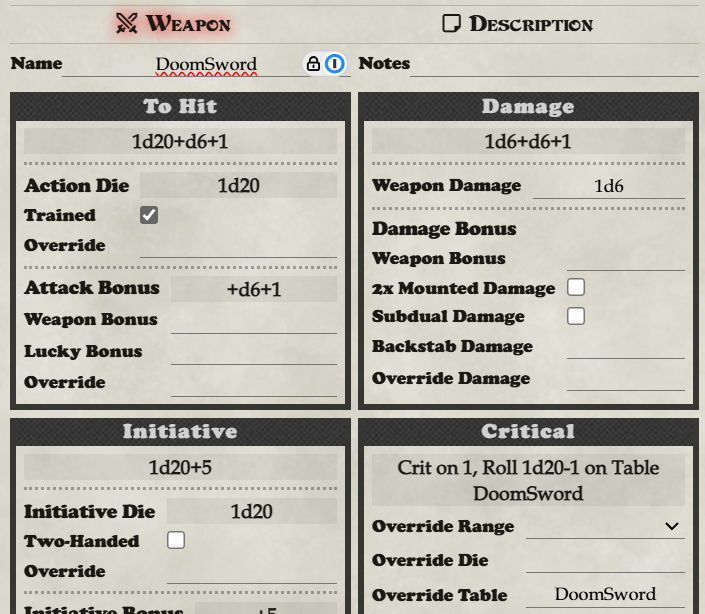 Weapon
Description
Name DoomSword
Notes
To Hit
1d20+d6+1
Action Die 1d20
Trained
Override
Attack Bonus +d6+1
Weapon Bonus
Lucky Bonus
Override
Damage
1d6+d6+1
Weapon Damage 1d6
Damage Bonus
Weapon Bonus
2x Mounted Damage
Subdual Damage
Backstab Damage
Override Damage
Initiative
1d20+5
Initiative Die 1d20
Two-Handed
Override
Initiative Bonus +5
Critical
Crit on 1, Roll 1d20-1 on Table
DoomSword
Override Range
Override Die
Override Table DoomSword